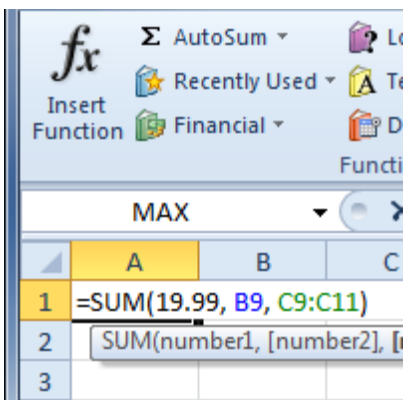 fx Σ AutoSum
Recently Used
Insert Function
Financial
Functi
MAX
A B C
1 =SUM(19.99, B9, C9:C11)
2 SUM(number1, [number2], [n
3